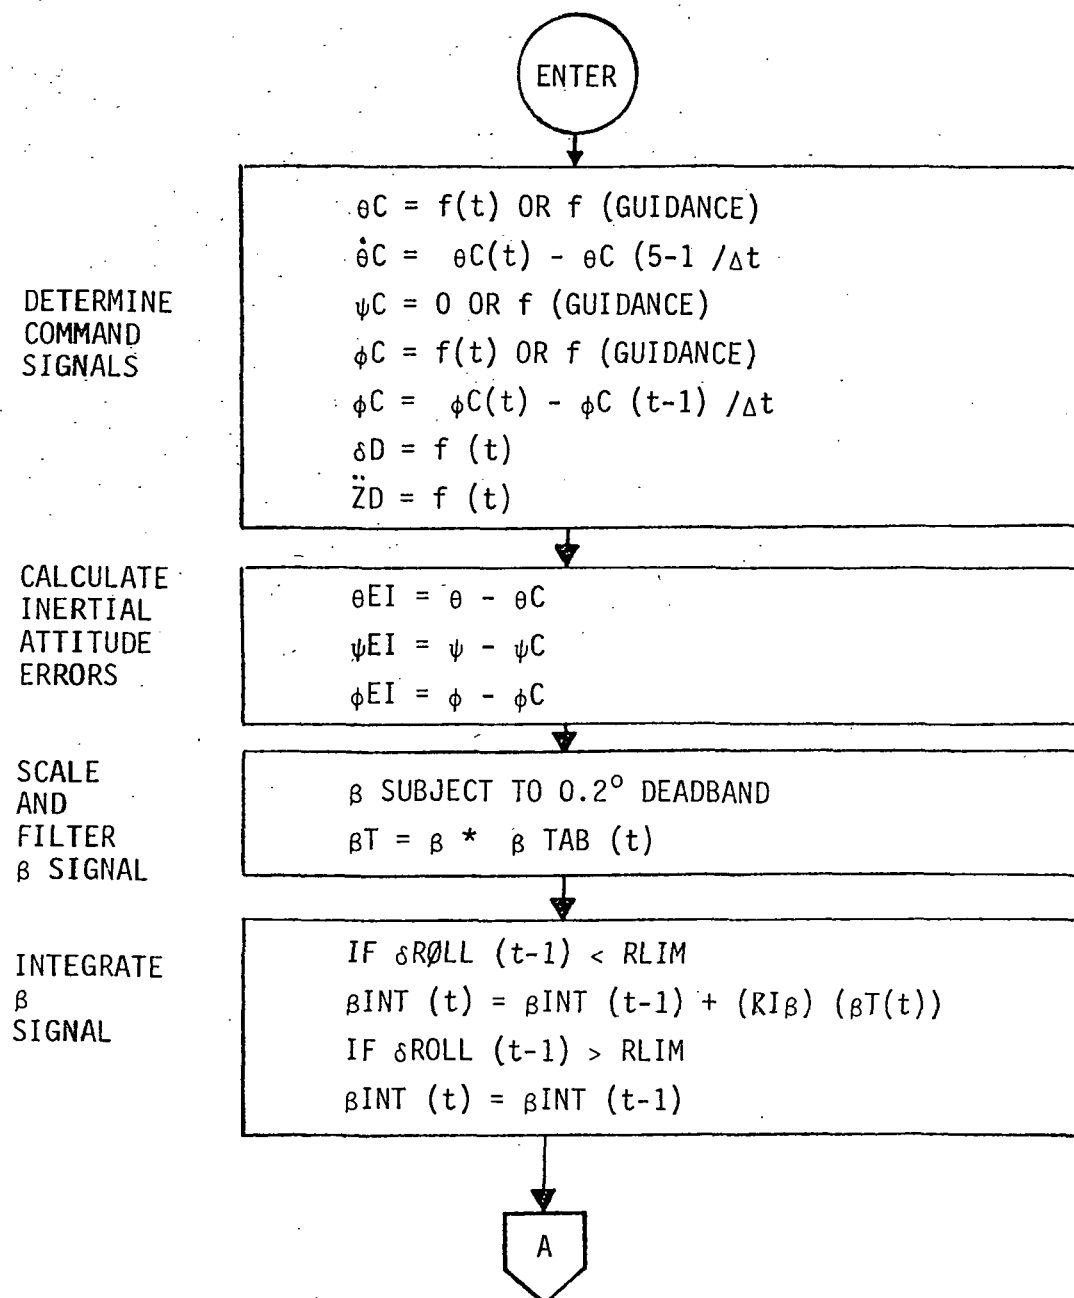 ENTER
DETERMINE
COMMAND
SIGNALS
θC = f(t) OR f (GUIDANCE)
θ̇C = θC(t) - θC (5-1 /Δt
ψC = 0 OR f (GUIDANCE)
ϕC = f(t) OR f (GUIDANCE)
ϕC = ϕC(t) - ϕC (t-1) /Δt
δD = f (t)
Z̈D = f (t)
CALCULATE
INERTIAL
ATTITUDE
ERRORS
θEI = θ - θC
ψEI = ψ - ψC
ϕEI = ϕ - ϕC
SCALE
AND
FILTER
β SIGNAL
β SUBJECT TO 0.2° DEADBAND
βT = β * β TAB (t)
INTEGRATE
β
SIGNAL
IF δRØLL (t-1) < RLIM
βINT (t) = βINT (t-1) + (KIβ) (βT(t))
IF δROLL (t-1) > RLIM
βINT (t) = βINT (t-1)
A